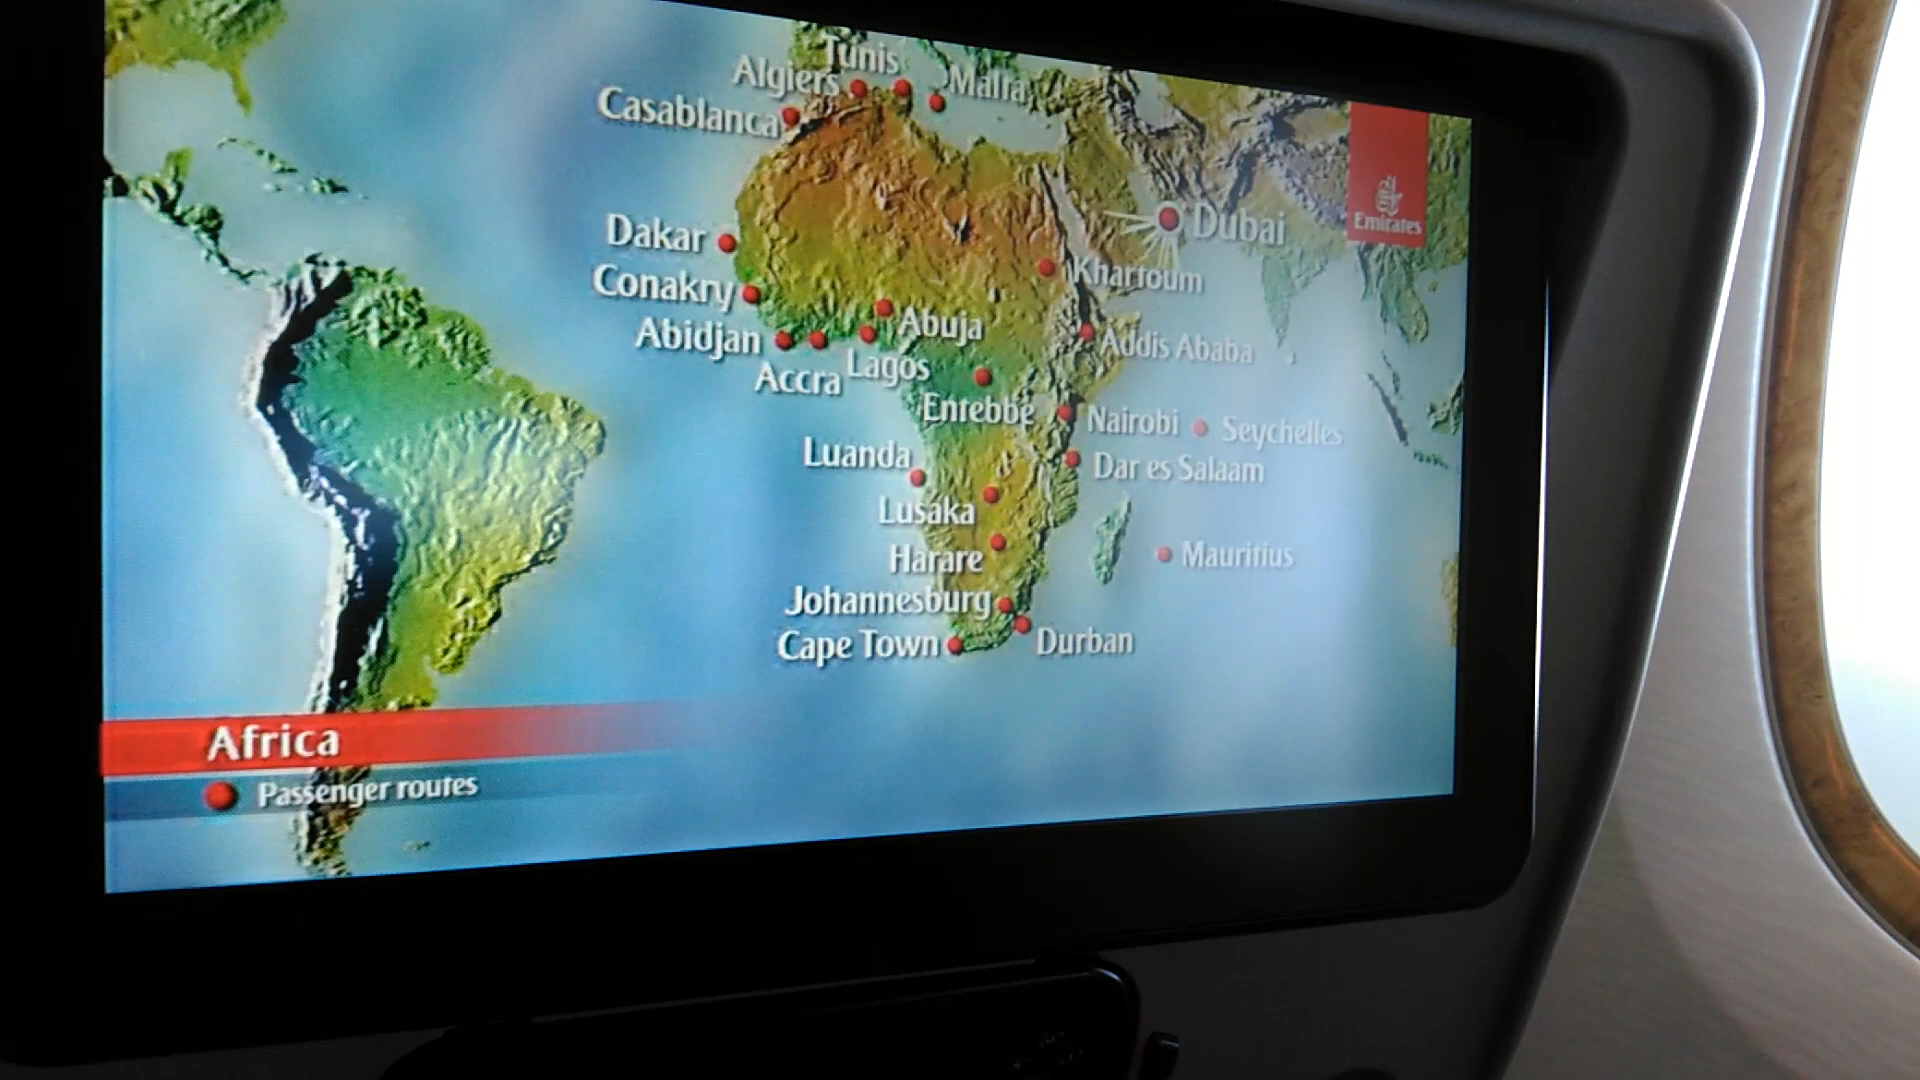 Tunis
Algiers
Malta
Casablanca
Emirates
Dakar
Dubai
Conakry
Khartoum
Abidjan
Abuja
Addis Ababa
Accra
Lagos
Entebbe
Nairobi
Seychelles
Luanda
Dar es Salaam
Lusaka
Harare
Mauritius
Johannesburg
Cape Town
Durban
Africa
Passenger routes